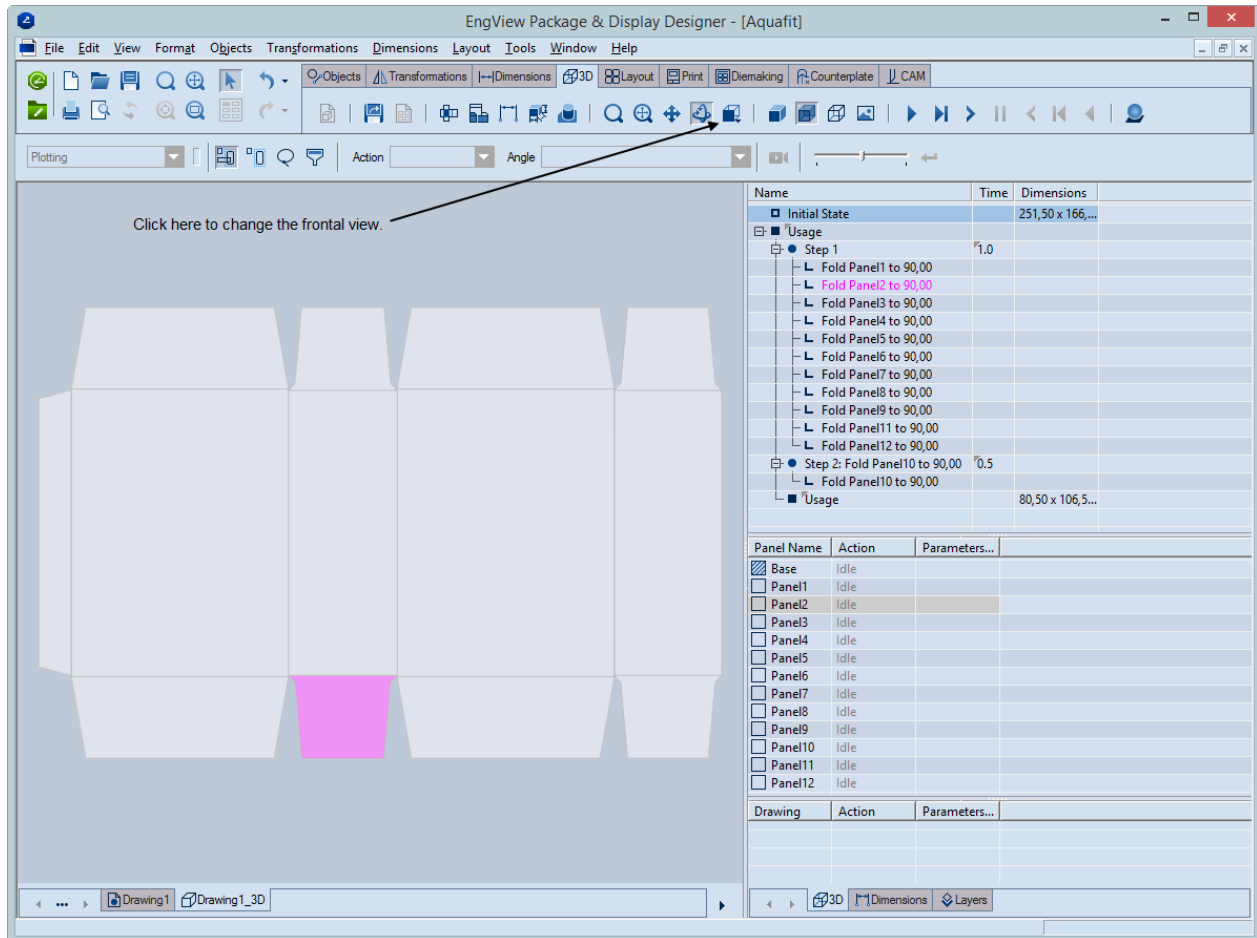 EngView Package & Display Designer - [Aquafit]
File Edit View Format Objects Transformations Dimensions Layout Tools Window Help
Objects Transformations Dimensions 3D Layout Print Diemaking Counterplate CAM
Plotting Action Angle
Click here to change the frontal view.
Name Time Dimensions
Initial State 251,50 x 166,...
Usage
Step 1 1.0
Fold Panel1 to 90,00
Fold Panel2 to 90,00
Fold Panel3 to 90,00
Fold Panel4 to 90,00
Fold Panel5 to 90,00
Fold Panel6 to 90,00
Fold Panel7 to 90,00
Fold Panel8 to 90,00
Fold Panel9 to 90,00
Fold Panel11 to 90,00
Fold Panel12 to 90,00
Step 2: Fold Panel10 to 90,00 0.5
Fold Panel10 to 90,00
Usage 80,50 x 106,5...
Panel Name Action Parameters...
Base Idle
Panel1 Idle
Panel2 Idle
Panel3 Idle
Panel4 Idle
Panel5 Idle
Panel6 Idle
Panel7 Idle
Panel8 Idle
Panel9 Idle
Panel10 Idle
Panel11 Idle
Panel12 Idle
Drawing Action Parameters...
Drawing1 Drawing1_3D
3D Dimensions Layers